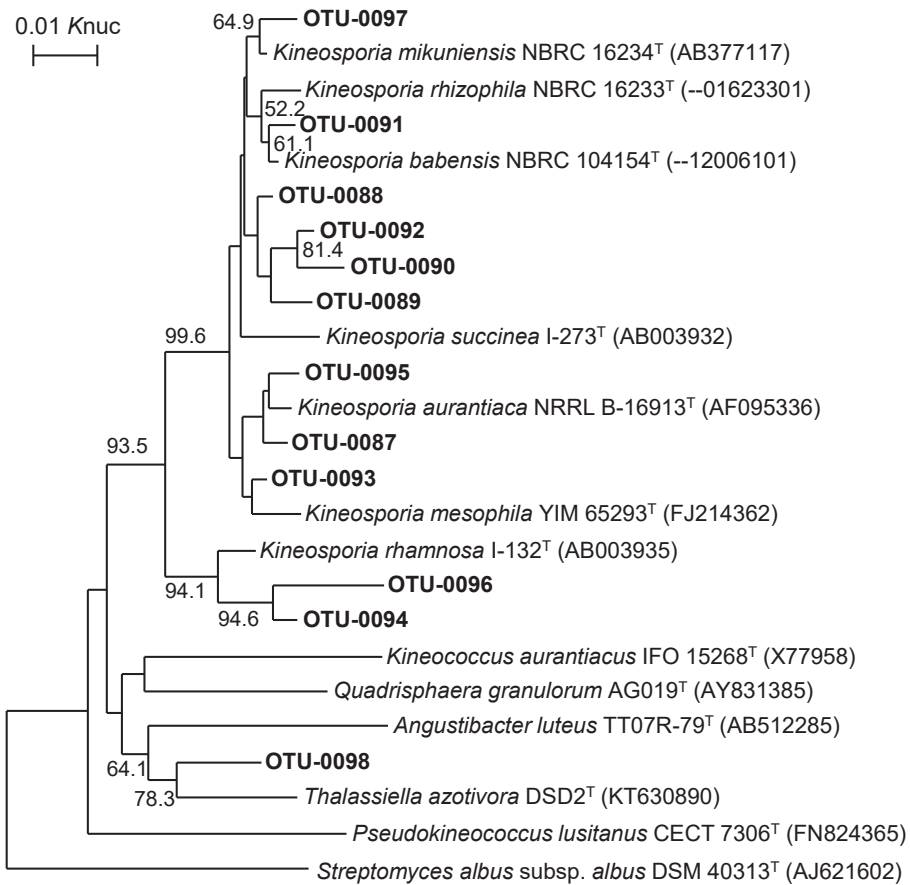 0.01 Knuc
64.9
OTU-0097
Kineosporia mikuniensis NBRC 16234ᵀ (AB377117)
Kineosporia rhizophila NBRC 16233ᵀ (--01623301)
52.2
OTU-0091
61.1
Kineosporia babensis NBRC 104154ᵀ (--12006101)
OTU-0088
OTU-0092
81.4
OTU-0090
OTU-0089
99.6
Kineosporia succinea I-273ᵀ (AB003932)
OTU-0095
Kineosporia aurantiaca NRRL B-16913ᵀ (AF095336)
93.5
OTU-0087
OTU-0093
Kineosporia mesophila YIM 65293ᵀ (FJ214362)
Kineosporia rhamnosa I-132ᵀ (AB003935)
94.1
OTU-0096
94.6
OTU-0094
Kineococcus aurantiacus IFO 15268ᵀ (X77958)
Quadrisphaera granulorum AG019ᵀ (AY831385)
Angustibacter luteus TT07R-79ᵀ (AB512285)
64.1
OTU-0098
78.3
Thalassiella azotivora DSD2ᵀ (KT630890)
Pseudokineococcus lusitanus CECT 7306ᵀ (FN824365)
Streptomyces albus subsp. albus DSM 40313ᵀ (AJ621602)